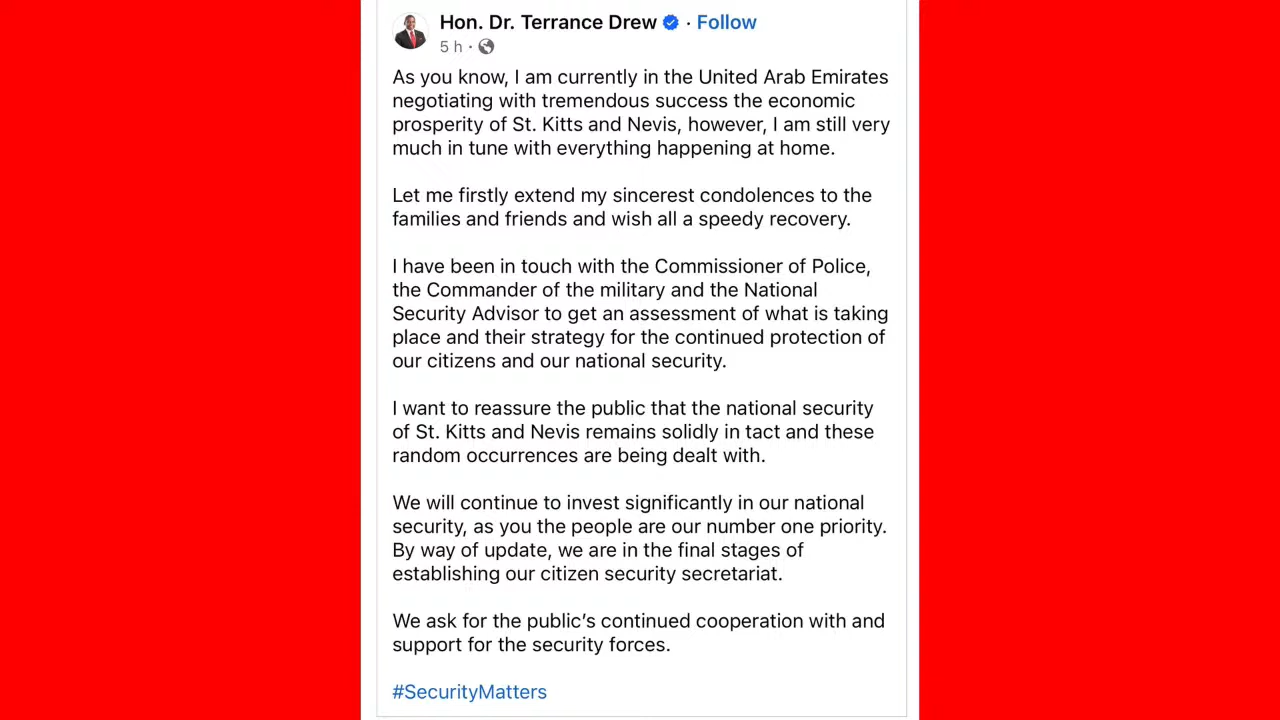 Hon. Dr. Terrance Drew · Follow
5 h ·
As you know, I am currently in the United Arab Emirates
negotiating with tremendous success the economic
prosperity of St. Kitts and Nevis, however, I am still very
much in tune with everything happening at home.
Let me firstly extend my sincerest condolences to the
families and friends and wish all a speedy recovery.
I have been in touch with the Commissioner of Police,
the Commander of the military and the National
Security Advisor to get an assessment of what is taking
place and their strategy for the continued protection of
our citizens and our national security.
I want to reassure the public that the national security
of St. Kitts and Nevis remains solidly in tact and these
random occurrences are being dealt with.
We will continue to invest significantly in our national
security, as you the people are our number one priority.
By way of update, we are in the final stages of
establishing our citizen security secretariat.
We ask for the public’s continued cooperation with and
support for the security forces.
#SecurityMatters